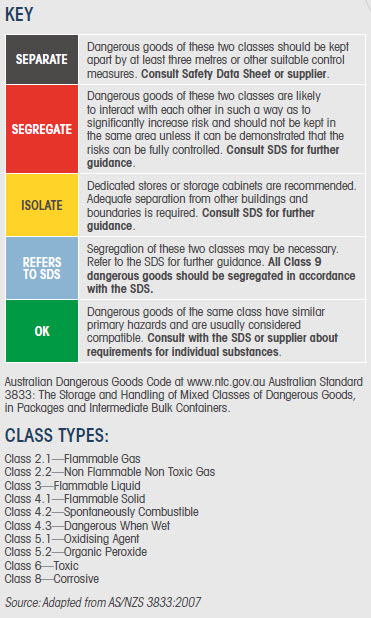 KEY
SEPARATE
Dangerous goods of these two classes should be kept
apart by at least three metres or other suitable control
measures. Consult Safety Data Sheet or supplier.
SEGREGATE
Dangerous goods of these two classes are likely
to interact with each other in such a way as to
significantly increase risk and should not be kept in
the same area unless it can be demonstrated that the
risks can be fully controlled. Consult SDS for further
guidance.
ISOLATE
Dedicated stores or storage cabinets are recommended.
Adequate separation from other buildings and
boundaries is required. Consult SDS for further
guidance.
REFERS
TO SDS
Segregation of these two classes may be necessary.
Refer to the SDS for further guidance. All Class 9
dangerous goods should be segregated in accordance
with the SDS.
OK
Dangerous goods of the same class have similar
primary hazards and are usually considered
compatible. Consult with the SDS or supplier about
requirements for individual substances.
Australian Dangerous Goods Code at www.ntc.gov.au Australian Standard
3833: The Storage and Handling of Mixed Classes of Dangerous Goods,
in Packages and Intermediate Bulk Containers.
CLASS TYPES:
Class 2.1—Flammable Gas
Class 2.2—Non Flammable Non Toxic Gas
Class 3—Flammable Liquid
Class 4.1—Flammable Solid
Class 4.2—Spontaneously Combustible
Class 4.3—Dangerous When Wet
Class 5.1—Oxidising Agent
Class 5.2—Organic Peroxide
Class 6—Toxic
Class 8—Corrosive
Source: Adapted from AS/NZS 3833:2007